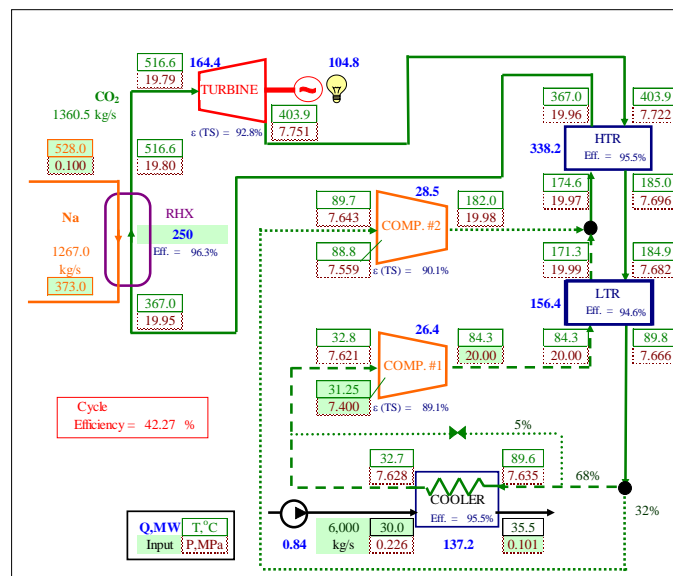 516.6
19.79
164.4
104.8
TURBINE
~
CO₂
1360.5 kg/s
403.9
7.751
ε (TS) = 92.8%
367.0
19.96
403.9
7.722
HTR
Eff. = 95.5%
338.2
528.0
0.100
516.6
19.80
174.6
19.97
185.0
7.696
28.5
89.7
7.643
182.0
19.98
COMP. #2
88.8
7.559
ε (TS) = 90.1%
Na
RHX
250
Eff. = 96.3%
1267.0
kg/s
373.0
171.3
19.99
184.9
7.682
LTR
Eff. = 94.6%
156.4
367.0
19.95
26.4
32.8
7.621
84.3
20.00
84.3
20.00
89.8
7.666
COMP. #1
31.25
7.400
ε (TS) = 89.1%
Cycle
Efficiency = 42.27 %
5%
32.7
7.628
89.6
7.635
68%
32%
COOLER
Eff. = 95.5%
Q,MW
T,°C
Input
P,MPa
0.84
6,000
kg/s
30.0
0.226
137.2
35.5
0.101